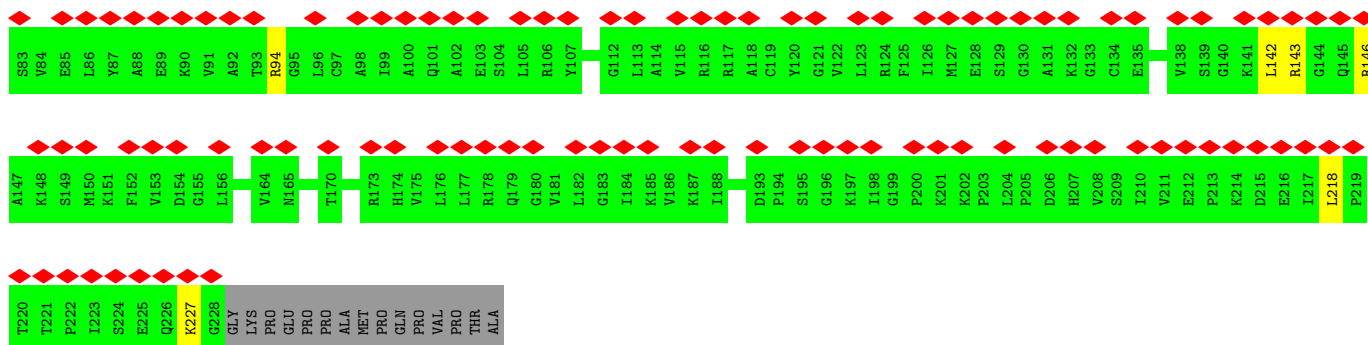 S83 V84 E85 L86 Y87 A88 E89 K90 V91 A92 T93 R94 G95 L96 C97 A98 I99 A100 Q101 A102 E103 S104 L105 R106 Y107 G112 L113 A114 V115 R116 R117 A118 C119 Y120 G121 V122 L123 R124 F125 I126 M127 E128 S129 G130 A131 K132 G133 C134 E135 V138 S139 G140 K141 L142 R143 G144 Q145 R146
A147 K148 S149 M150 K151 F152 V153 D154 G155 L156 V164 N165 T170 R173 H174 V175 L176 L177 R178 Q179 G180 V181 L182 G183 I184 K185 V186 K187 I188 D193 P194 S195 G196 K197 I198 G199 P200 K201 K202 P203 L204 P205 D206 H207 V208 S209 I210 V211 E212 P213 K214 D215 E216 I217 L218 P219
T220 T221 P222 I223 S224 E225 Q226 K227 G228 GLY LYS PRO GLU PRO PRO ALA MET PRO GLN PRO VAL PRO THR ALA